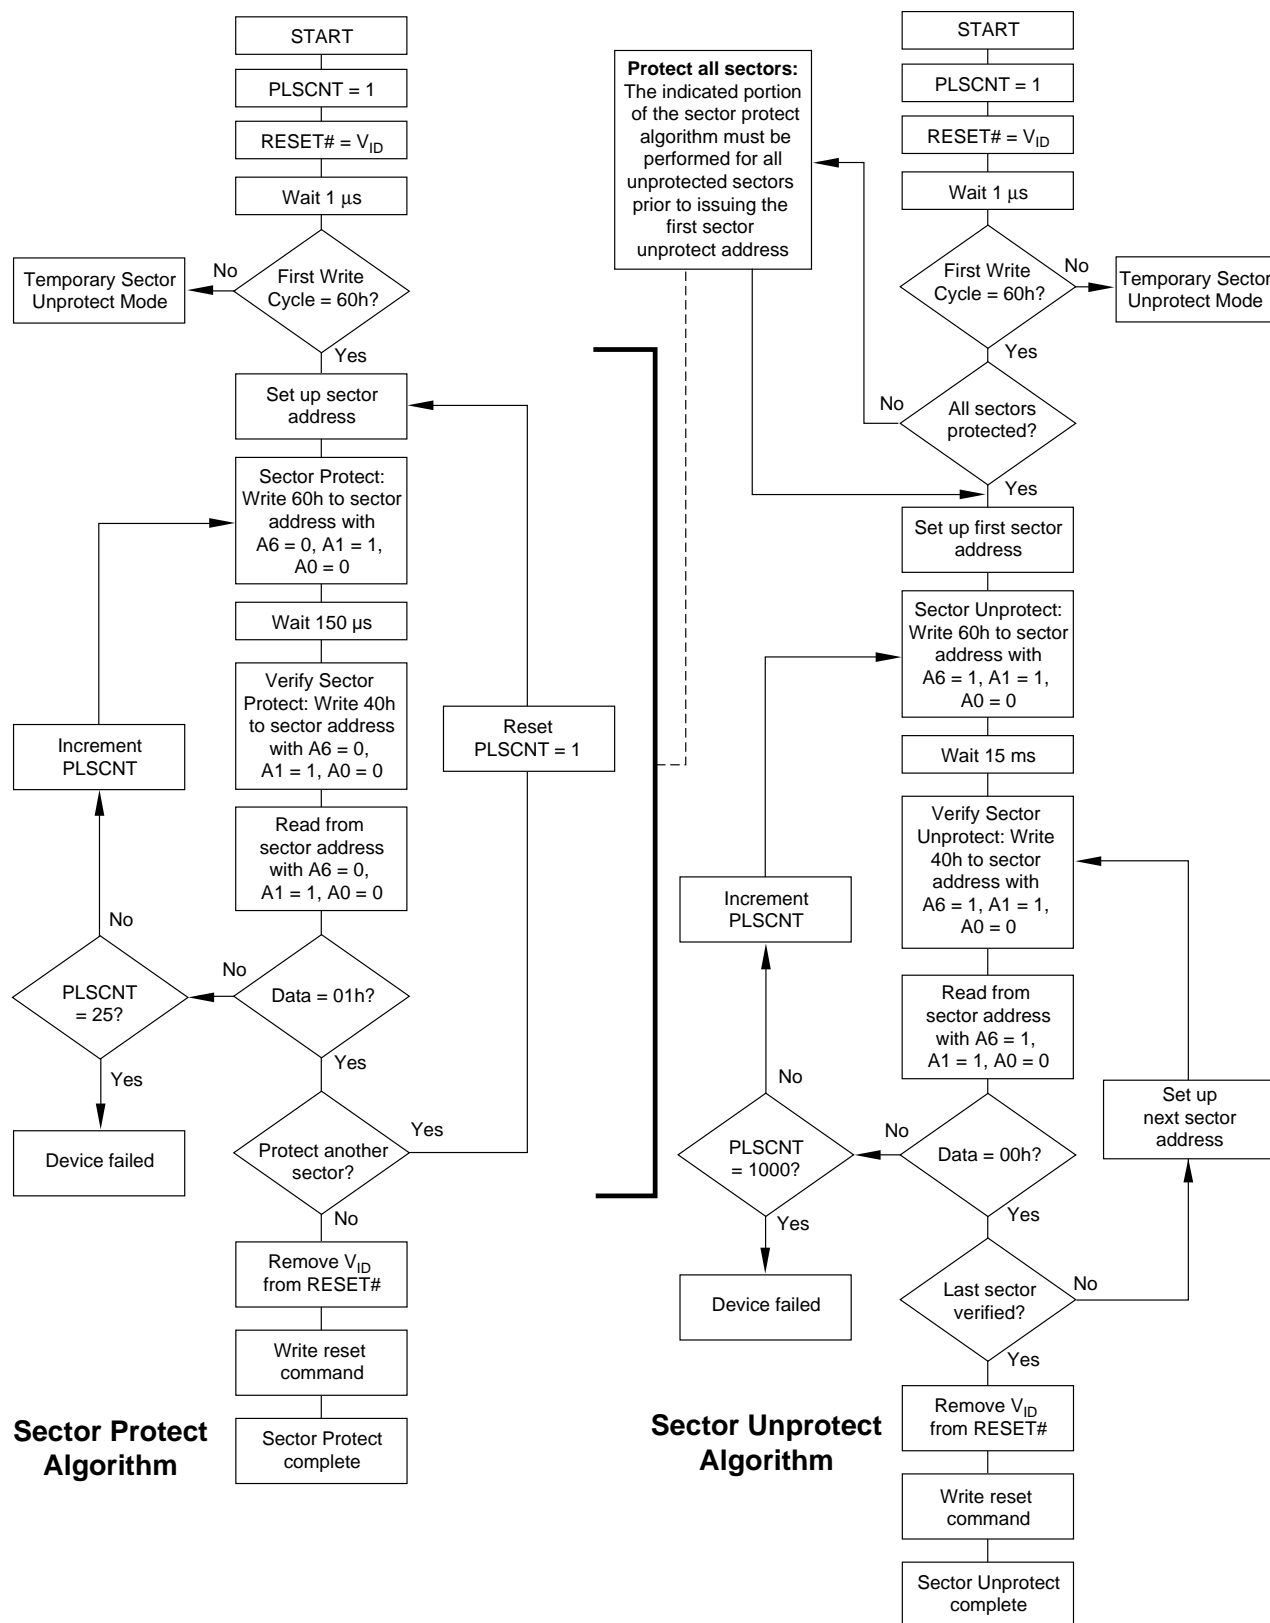 START
PLSCNT = 1
RESET# = VID
Wait 1 μs
First Write
Cycle = 60h?
No
Temporary Sector
Unprotect Mode
Yes
Set up sector
address
Sector Protect:
Write 60h to sector
address with
A6 = 0, A1 = 1,
A0 = 0
Wait 150 μs
Verify Sector
Protect: Write 40h
to sector address
with A6 = 0,
A1 = 1, A0 = 0
Read from
sector address
with A6 = 0,
A1 = 1, A0 = 0
Data = 01h?
No
PLSCNT
= 25?
No
Increment
PLSCNT
Yes
Device failed
Yes
Protect another
sector?
Yes
Reset
PLSCNT = 1
No
Remove VID
from RESET#
Write reset
command
Sector Protect
complete
Sector Protect
Algorithm
Protect all sectors:
The indicated portion
of the sector protect
algorithm must be
performed for all
unprotected sectors
prior to issuing the
first sector
unprotect address
START
PLSCNT = 1
RESET# = VID
Wait 1 μs
First Write
Cycle = 60h?
No
Temporary Sector
Unprotect Mode
Yes
All sectors
protected?
No
Yes
Set up first sector
address
Sector Unprotect:
Write 60h to sector
address with
A6 = 1, A1 = 1,
A0 = 0
Wait 15 ms
Verify Sector
Unprotect: Write
40h to sector
address with
A6 = 1, A1 = 1,
A0 = 0
Read from
sector address
with A6 = 1,
A1 = 1, A0 = 0
Data = 00h?
No
PLSCNT
= 1000?
No
Increment
PLSCNT
Yes
Device failed
Yes
Last sector
verified?
No
Set up
next sector
address
Yes
Remove VID
from RESET#
Write reset
command
Sector Unprotect
complete
Sector Unprotect
Algorithm